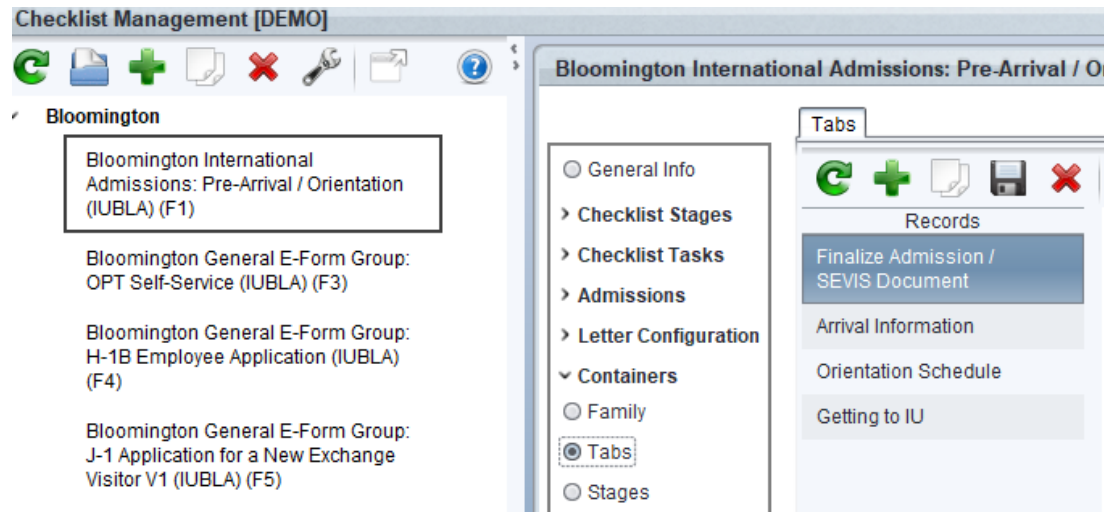 Checklist Management [DEMO]
Bloomington
Bloomington International
Admissions: Pre-Arrival / Orientation
(IUBLA) (F1)
Bloomington General E-Form Group:
OPT Self-Service (IUBLA) (F3)
Bloomington General E-Form Group:
H-1B Employee Application (IUBLA)
(F4)
Bloomington General E-Form Group:
J-1 Application for a New Exchange
Visitor V1 (IUBLA) (F5)
Bloomington International Admissions: Pre-Arrival /
General Info
Checklist Stages
Checklist Tasks
Admissions
Letter Configuration
Containers
Family
Tabs
Stages
Tabs
Records
Finalize Admission /
SEVIS Document
Arrival Information
Orientation Schedule
Getting to IU